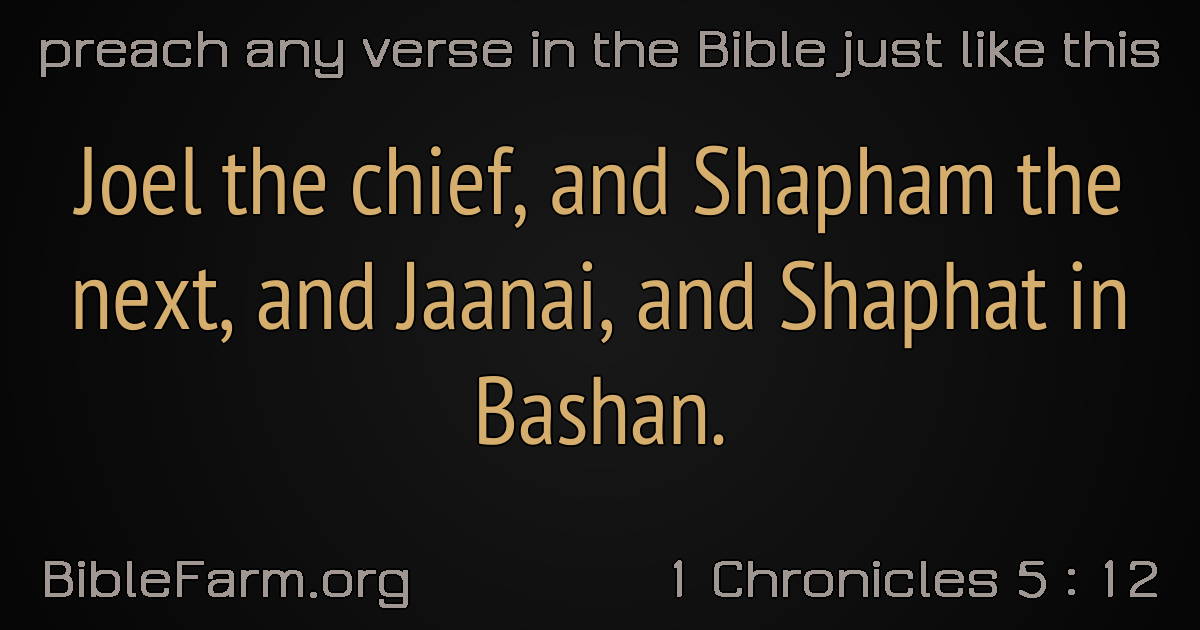 preach any verse in the Bible just like this
Joel the chief, and Shapham the
next, and Jaanai, and Shaphat in
Bashan.
BibleFarm.org
1 Chronicles 5 : 12